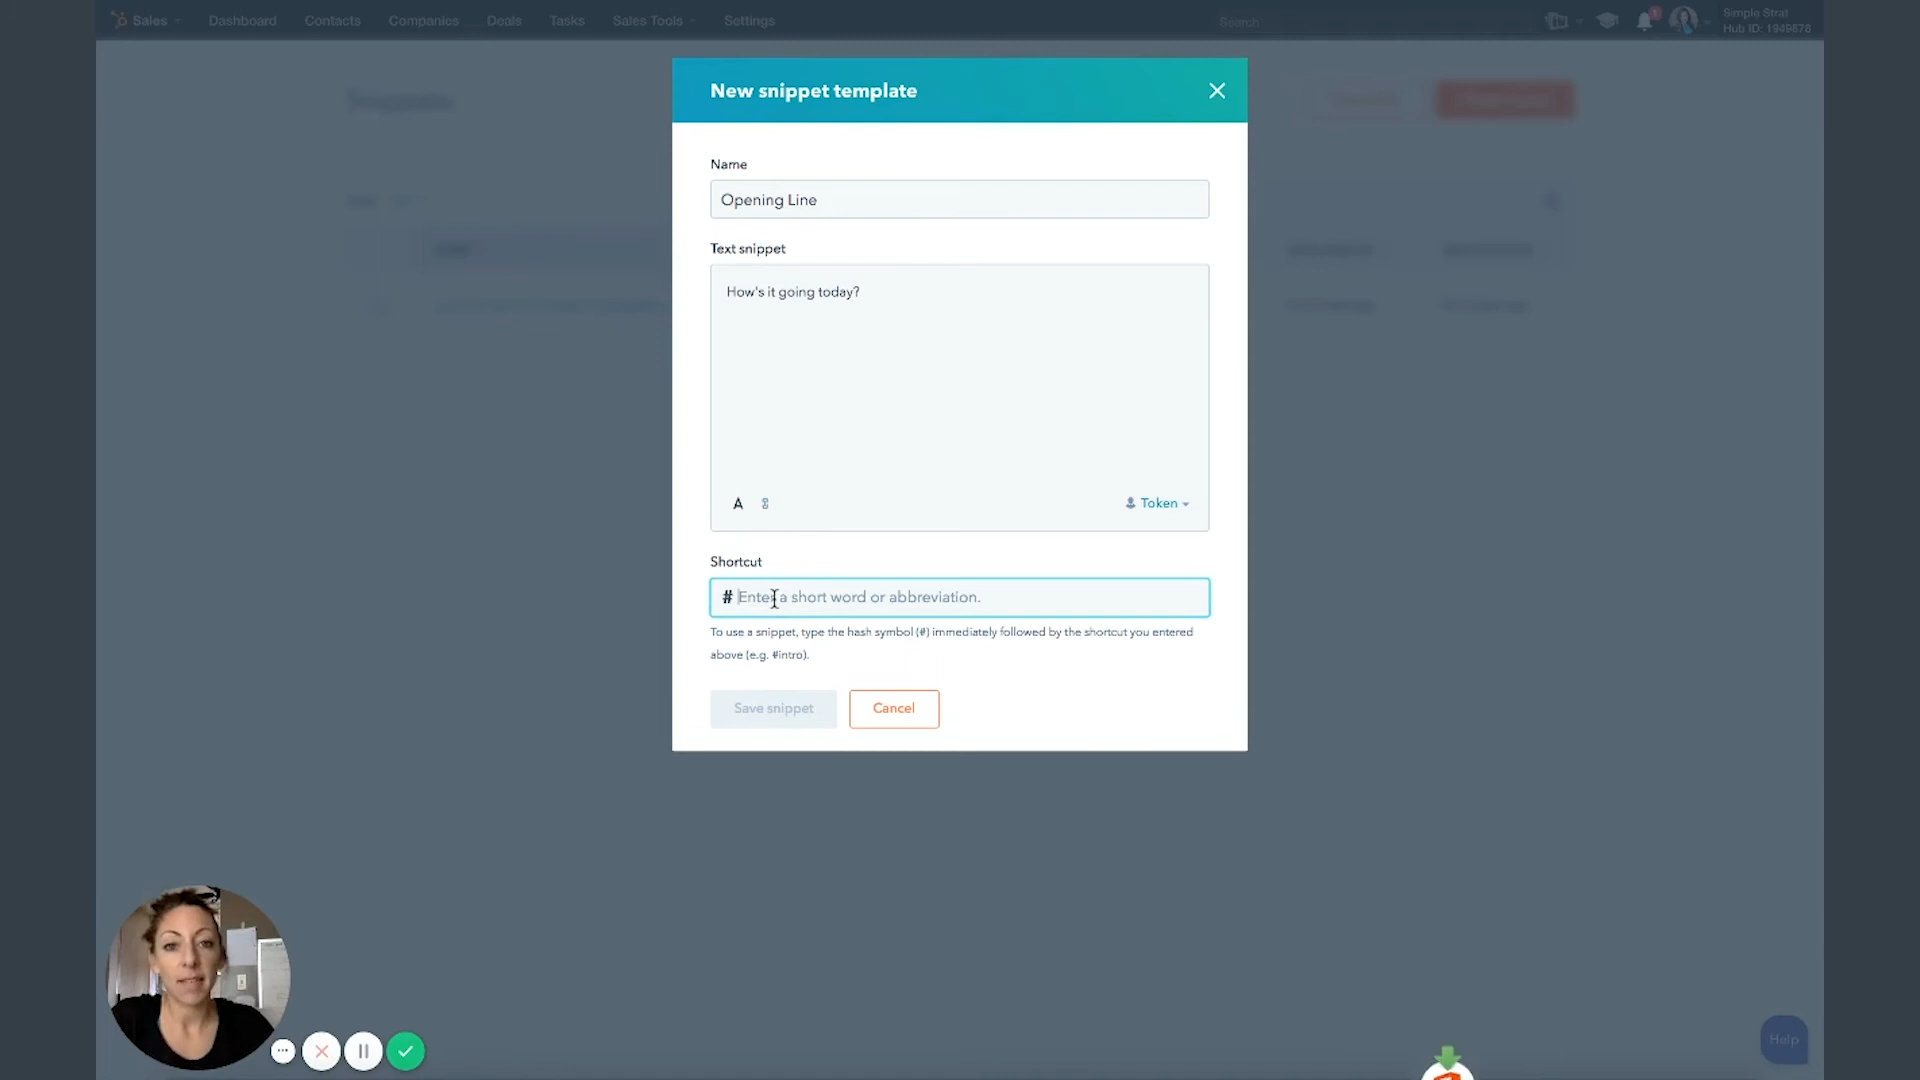 Sales Dashboard Contacts Companies Deals Tasks Sales Tools Settings Search
Simple Strat
Hub ID: 1949876
New snippet template
Name
Opening Line
Text snippet
How's it going today?
A
Token
Shortcut
# Enter a short word or abbreviation.
To use a snippet, type the hash symbol (#) immediately followed by the shortcut you entered
above (e.g. #intro).
Save snippet Cancel
Help